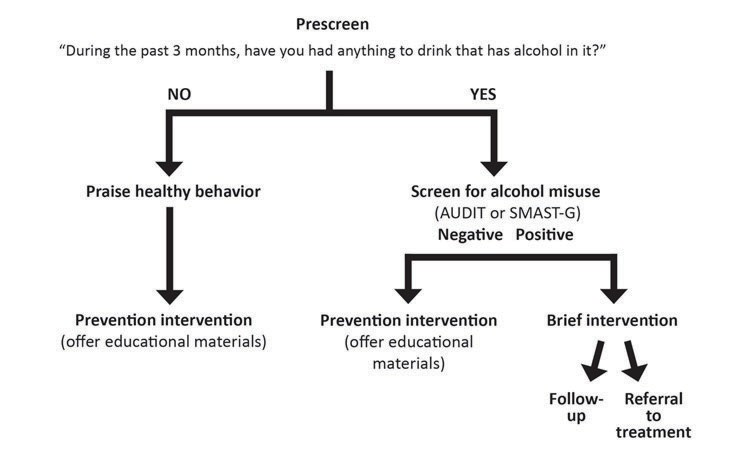 Prescreen
“During the past 3 months, have you had anything to drink that has alcohol in it?”
NO
YES
Praise healthy behavior
Screen for alcohol misuse
(AUDIT or SMAST-G)
Negative Positive
Prevention intervention
(offer educational materials)
Prevention intervention
(offer educational
materials)
Brief intervention
Follow-
up
Referral
to
treatment